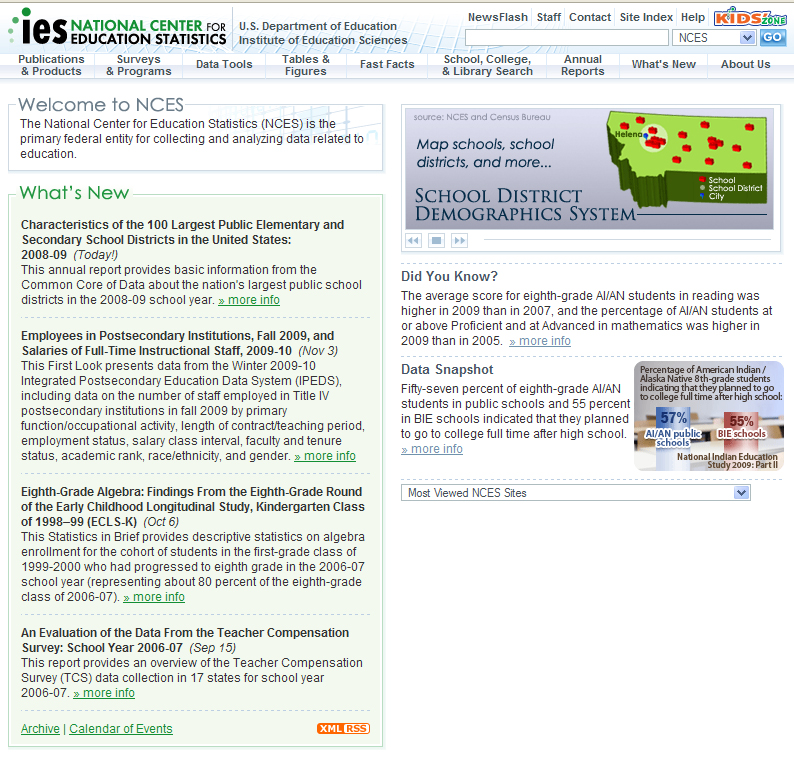 ies NATIONAL CENTER FOR
EDUCATION STATISTICS
U.S. Department of Education
Institute of Education Sciences
NewsFlash Staff Contact Site Index Help KIDS' ZONE
NCES GO
Publications
& Products
Surveys
& Programs
Data Tools
Tables &
Figures
Fast Facts
School, College,
& Library Search
Annual
Reports
What's New
About Us
Welcome to NCES
The National Center for Education Statistics (NCES) is the
primary federal entity for collecting and analyzing data related to
education.
What's New
Characteristics of the 100 Largest Public Elementary and
Secondary School Districts in the United States:
2008-09 (Today!)
This annual report provides basic information from the
Common Core of Data about the nation's largest public school
districts in the 2008-09 school year. » more info
Employees in Postsecondary Institutions, Fall 2009, and
Salaries of Full-Time Instructional Staff, 2009-10 (Nov 3)
This First Look presents data from the Winter 2009-10
Integrated Postsecondary Education Data System (IPEDS),
including data on the number of staff employed in Title IV
postsecondary institutions in fall 2009 by primary
function/occupational activity, length of contract/teaching period,
employment status, salary class interval, faculty and tenure
status, academic rank, race/ethnicity, and gender. » more info
Eighth-Grade Algebra: Findings From the Eighth-Grade Round
of the Early Childhood Longitudinal Study, Kindergarten Class
of 1998–99 (ECLS-K) (Oct 6)
This Statistics in Brief provides descriptive statistics on algebra
enrollment for the cohort of students in the first-grade class of
1999-2000 who had progressed to eighth grade in the 2006-07
school year (representing about 80 percent of the eighth-grade
class of 2006-07). » more info
An Evaluation of the Data From the Teacher Compensation
Survey: School Year 2006-07 (Sep 15)
This report provides an overview of the Teacher Compensation
Survey (TCS) data collection in 17 states for school year
2006-07. » more info
Archive | Calendar of Events
XML RSS
source: NCES and Census Bureau
Map schools, school
districts, and more...
Helena
School
School District
City
SCHOOL DISTRICT
DEMOGRAPHICS SYSTEM
Did You Know?
The average score for eighth-grade AI/AN students in reading was
higher in 2009 than in 2007, and the percentage of AI/AN students at
or above Proficient and at Advanced in mathematics was higher in
2009 than in 2005. » more info
Data Snapshot
Fifty-seven percent of eighth-grade AI/AN
students in public schools and 55 percent
in BIE schools indicated that they planned
to go to college full time after high school.
» more info
Percentage of American Indian /
Alaska Native 8th-grade students
indicating that they planned to go
to college full time after high school:
57%
AI/AN public
schools
55%
BIE schools
National Indian Education
Study 2009: Part II
Most Viewed NCES Sites